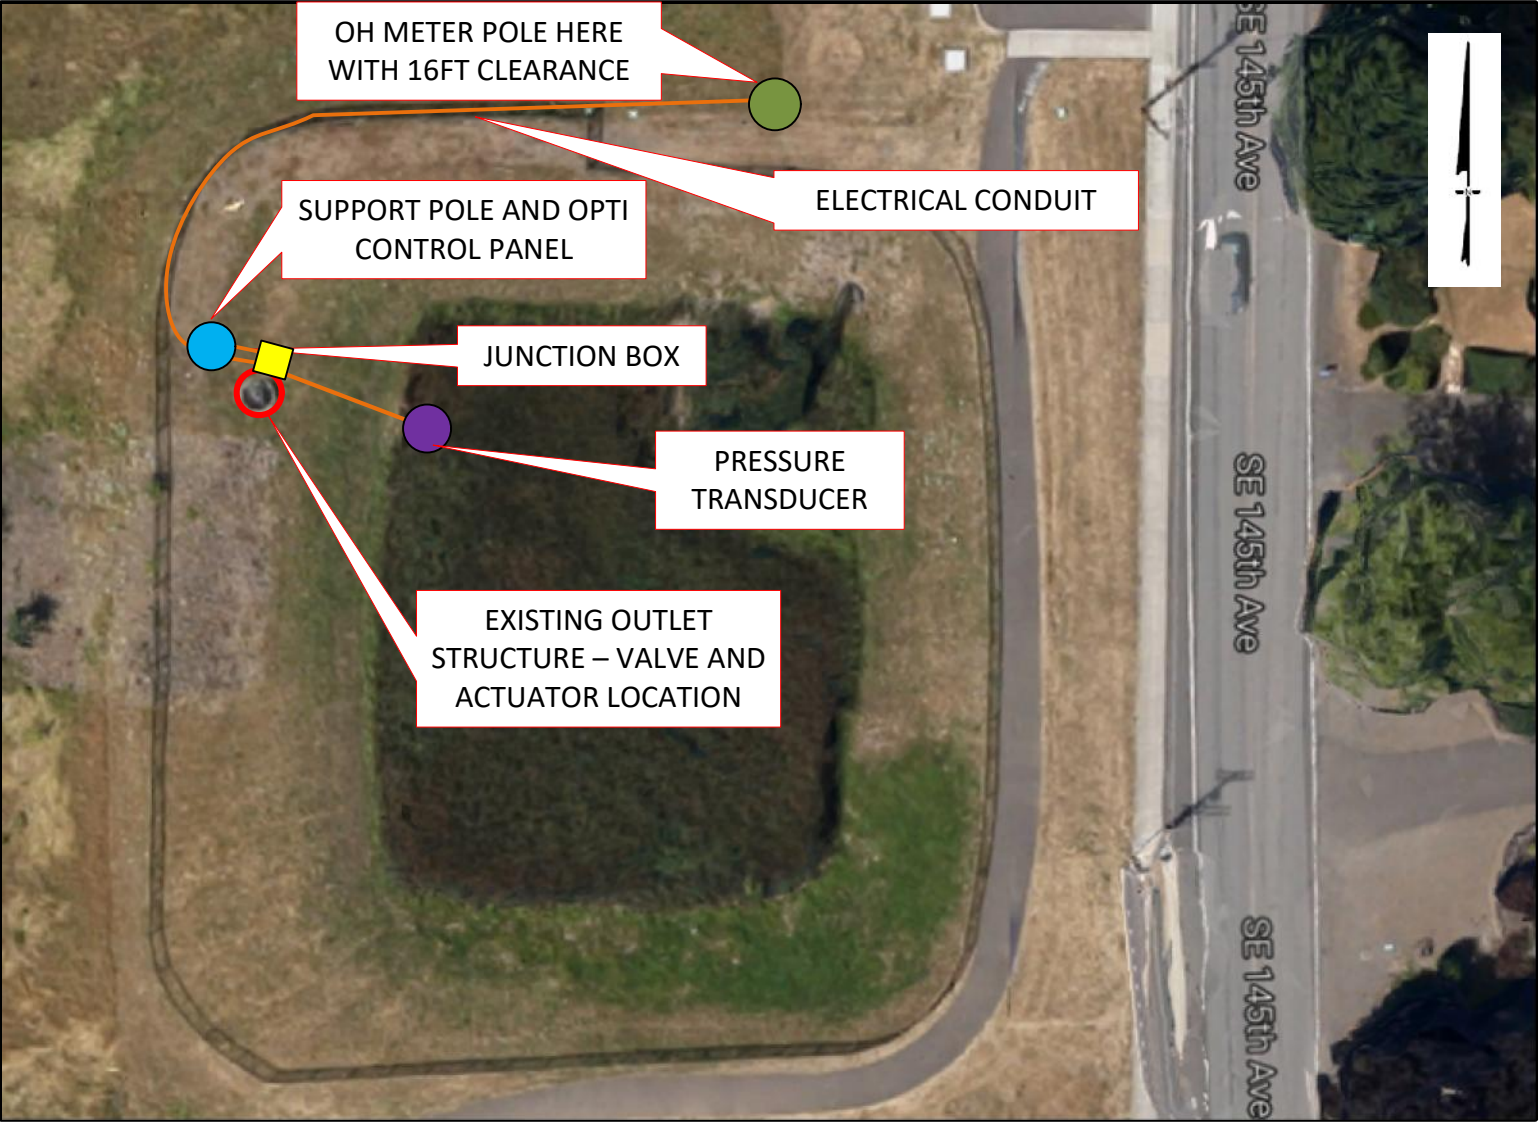 OH METER POLE HERE
WITH 16FT CLEARANCE
SE 145th Ave
ELECTRICAL CONDUIT
SUPPORT POLE AND OPTI
CONTROL PANEL
N
JUNCTION BOX
PRESSURE
TRANSDUCER
SE 145th Ave
EXISTING OUTLET
STRUCTURE – VALVE AND
ACTUATOR LOCATION
SE 145th Ave